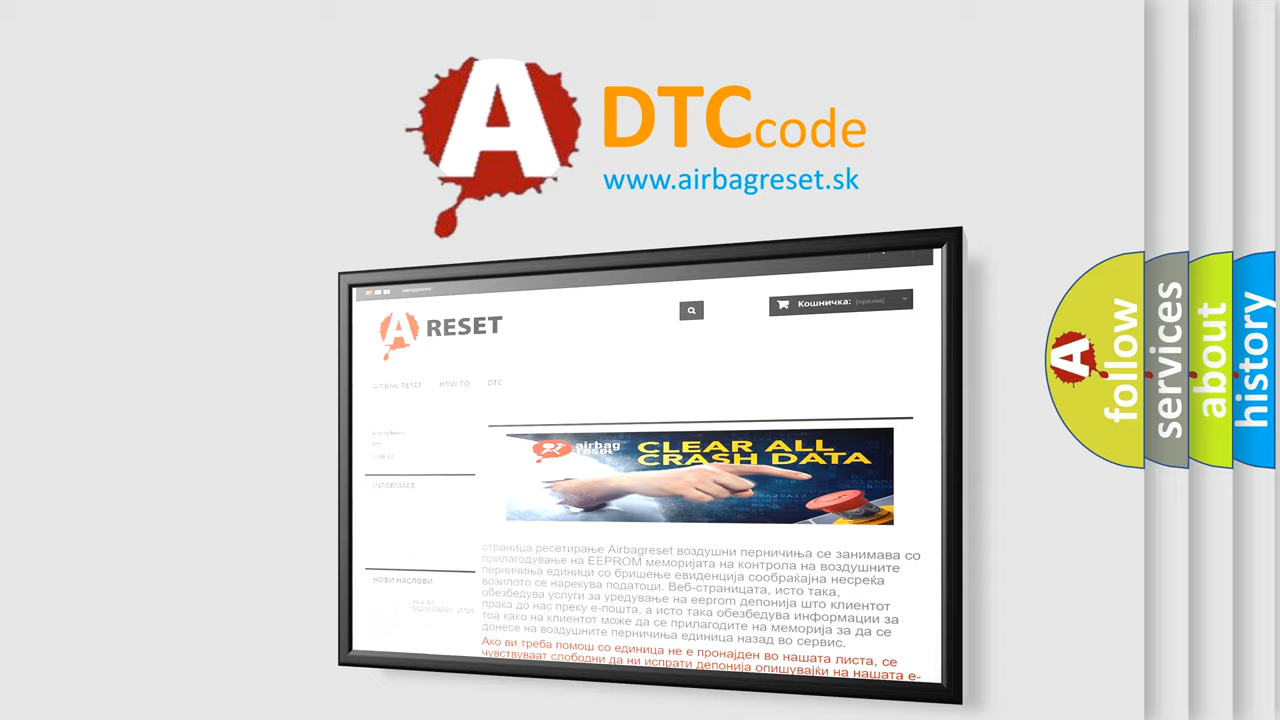 A DTCcode
www.airbagreset.sk
A RESET
Кошничка: (празна)
AIRBAG RESET HOW TO DTC
INFORMACE
НОВИ НАСЛОВИ
airbag
reset
CLEAR ALL
CRASH DATA
страница ресетирање Airbagreset воздушни перничиња се занимава со
прилагодување на EEPROM меморијата на контрола на воздушните
перничиња единици со бришење евиденција сообраќајна несреќа
возилото се нарекува податоци. Веб-страницата, исто така,
обезбедува услуги за уредување на eeprom депонија што клиентот
праќа до нас преку е-пошта, а исто така обезбедува информации за
тоа како на клиентот може да се прилагодите на меморија за да се
донесе на воздушните перничиња единица назад во сервис.
Ако ви треба помош со единица не е пронајден во нашата листа, се
чувствуваат слободни да ни испрати депонија опишувајќи на нашата е-
A
follow
services
about
history